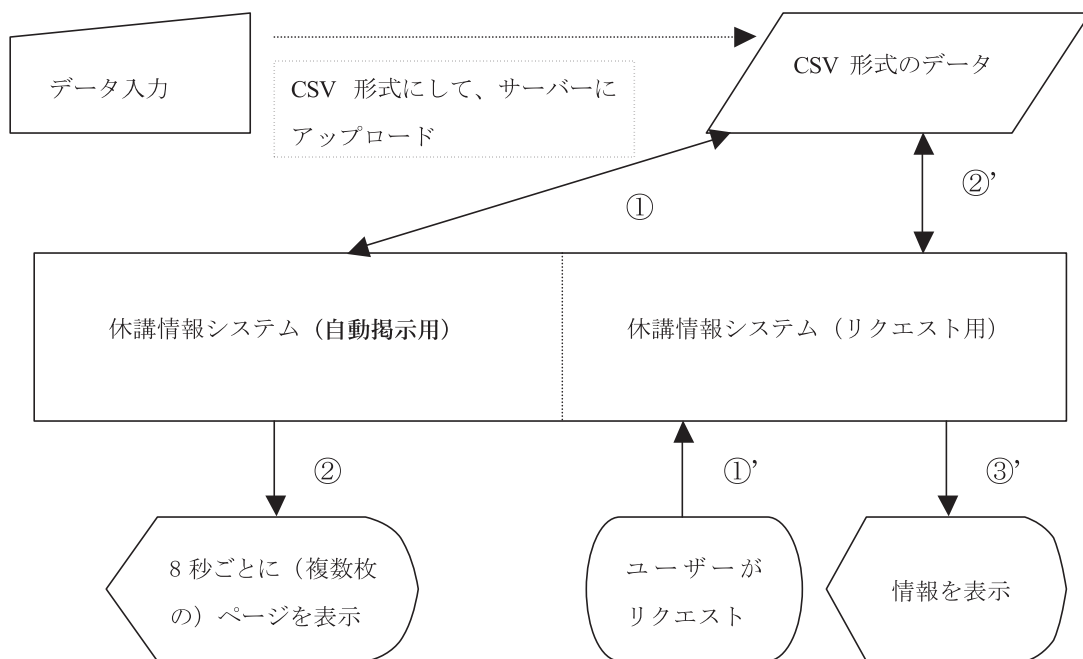 データ入力
CSV 形式にして、サーバーに
アップロード
CSV 形式のデータ
①
②’
休講情報システム（自動掲示用）
休講情報システム（リクエスト用）
②
①’
③’
8 秒ごとに（複数枚
の）ページを表示
ユーザーが
リクエスト
情報を表示